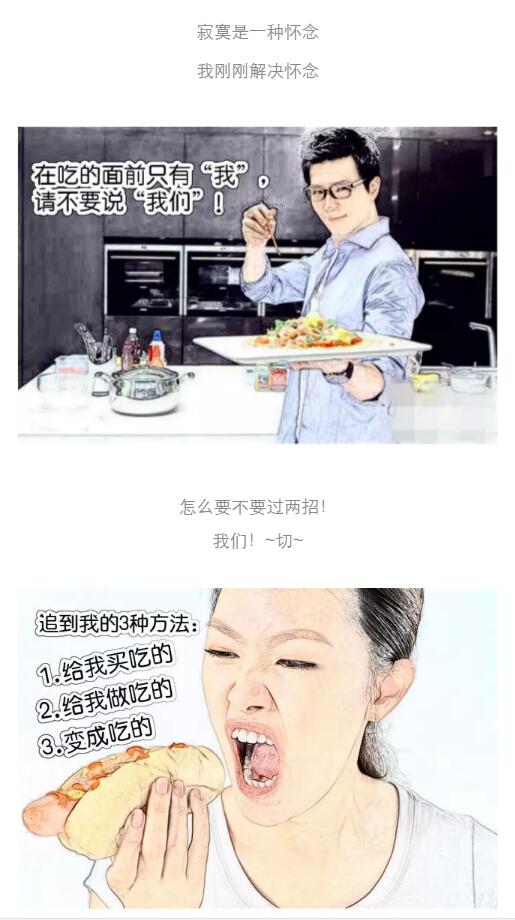 寂寞是一种怀念
我刚刚解决怀念
在吃的面前只有“我”，
请不要说“我们”！
怎么要不要过两招！
我们！~切~
追到我的3种方法：
1.给我买吃的
2.给我做吃的
3.变成吃的